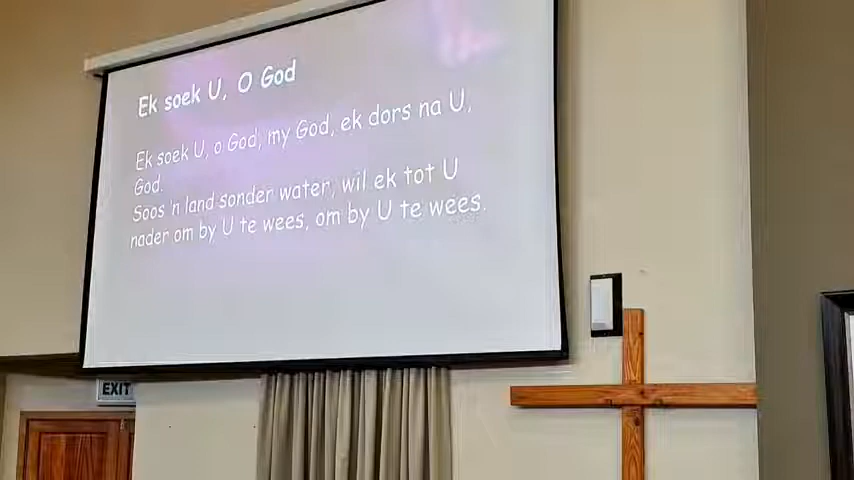 Ek soek U, O God
Ek soek U, o God, my God, ek dors na U,
God.
Soos 'n land sonder water, wil ek tot U
nader om by U te wees, om by U te wees.
EXIT